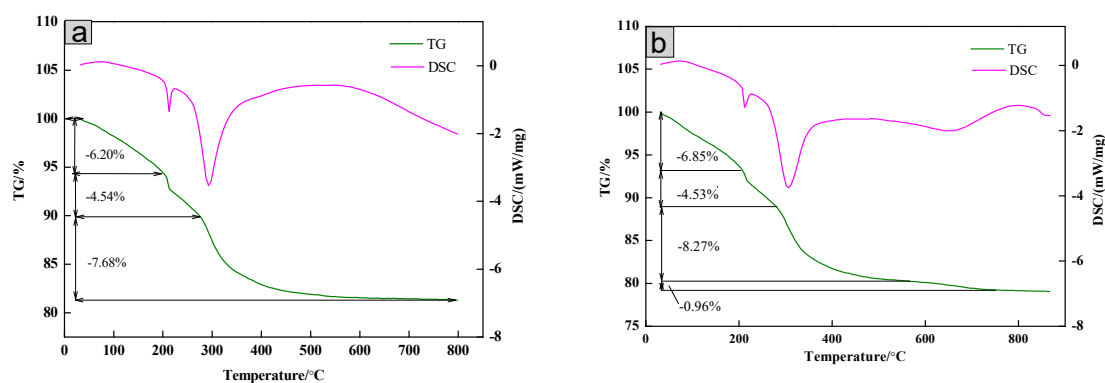 a
TG
DSC
110
105
100
95
90
85
80
TG/%
-6.20%
-4.54%
-7.68%
0
-2
-4
-6
-8
DSC/(mW/mg)
0 100 200 300 400 500 600 700 800
Temperature/°C
b
TG
DSC
110
105
100
95
90
85
80
75
TG/%
-6.85%
-4.53%
-8.27%
-0.96%
0
-2
-4
-6
-8
DSC/(mW/mg)
0 200 400 600 800
Temperature/°C